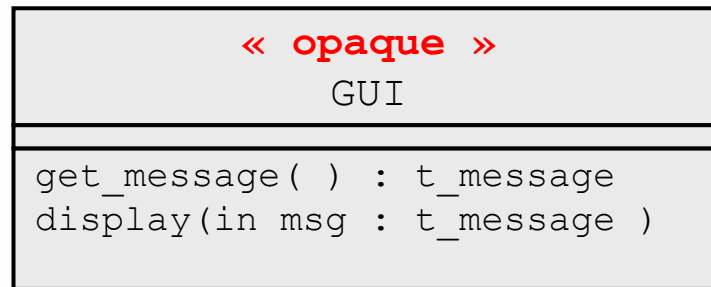 « opaque »
GUI
get_message( ) : t_message
display(in msg : t_message )